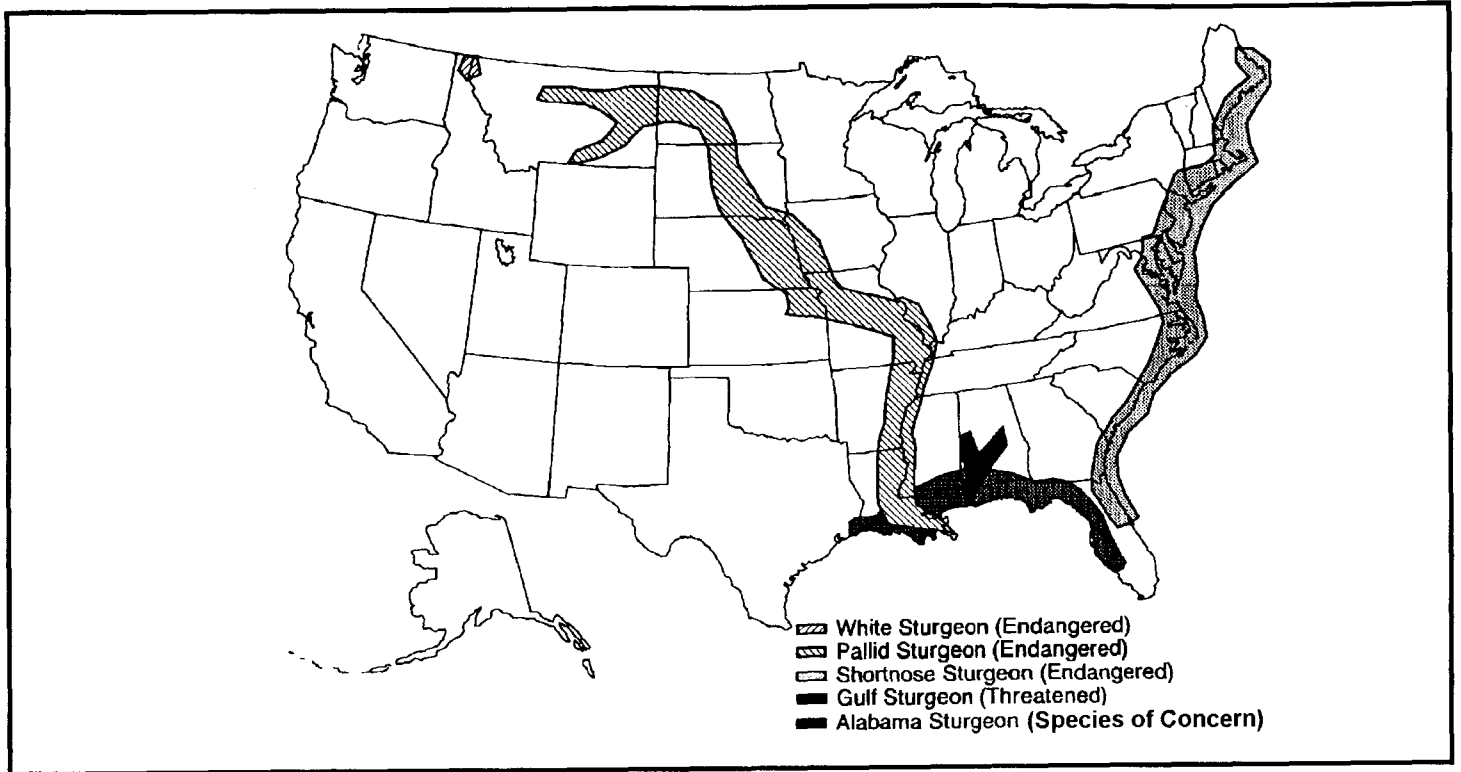 White Sturgeon (Endangered)
Pallid Sturgeon (Endangered)
Shortnose Sturgeon (Endangered)
Gulf Sturgeon (Threatened)
Alabama Sturgeon (Species of Concern)